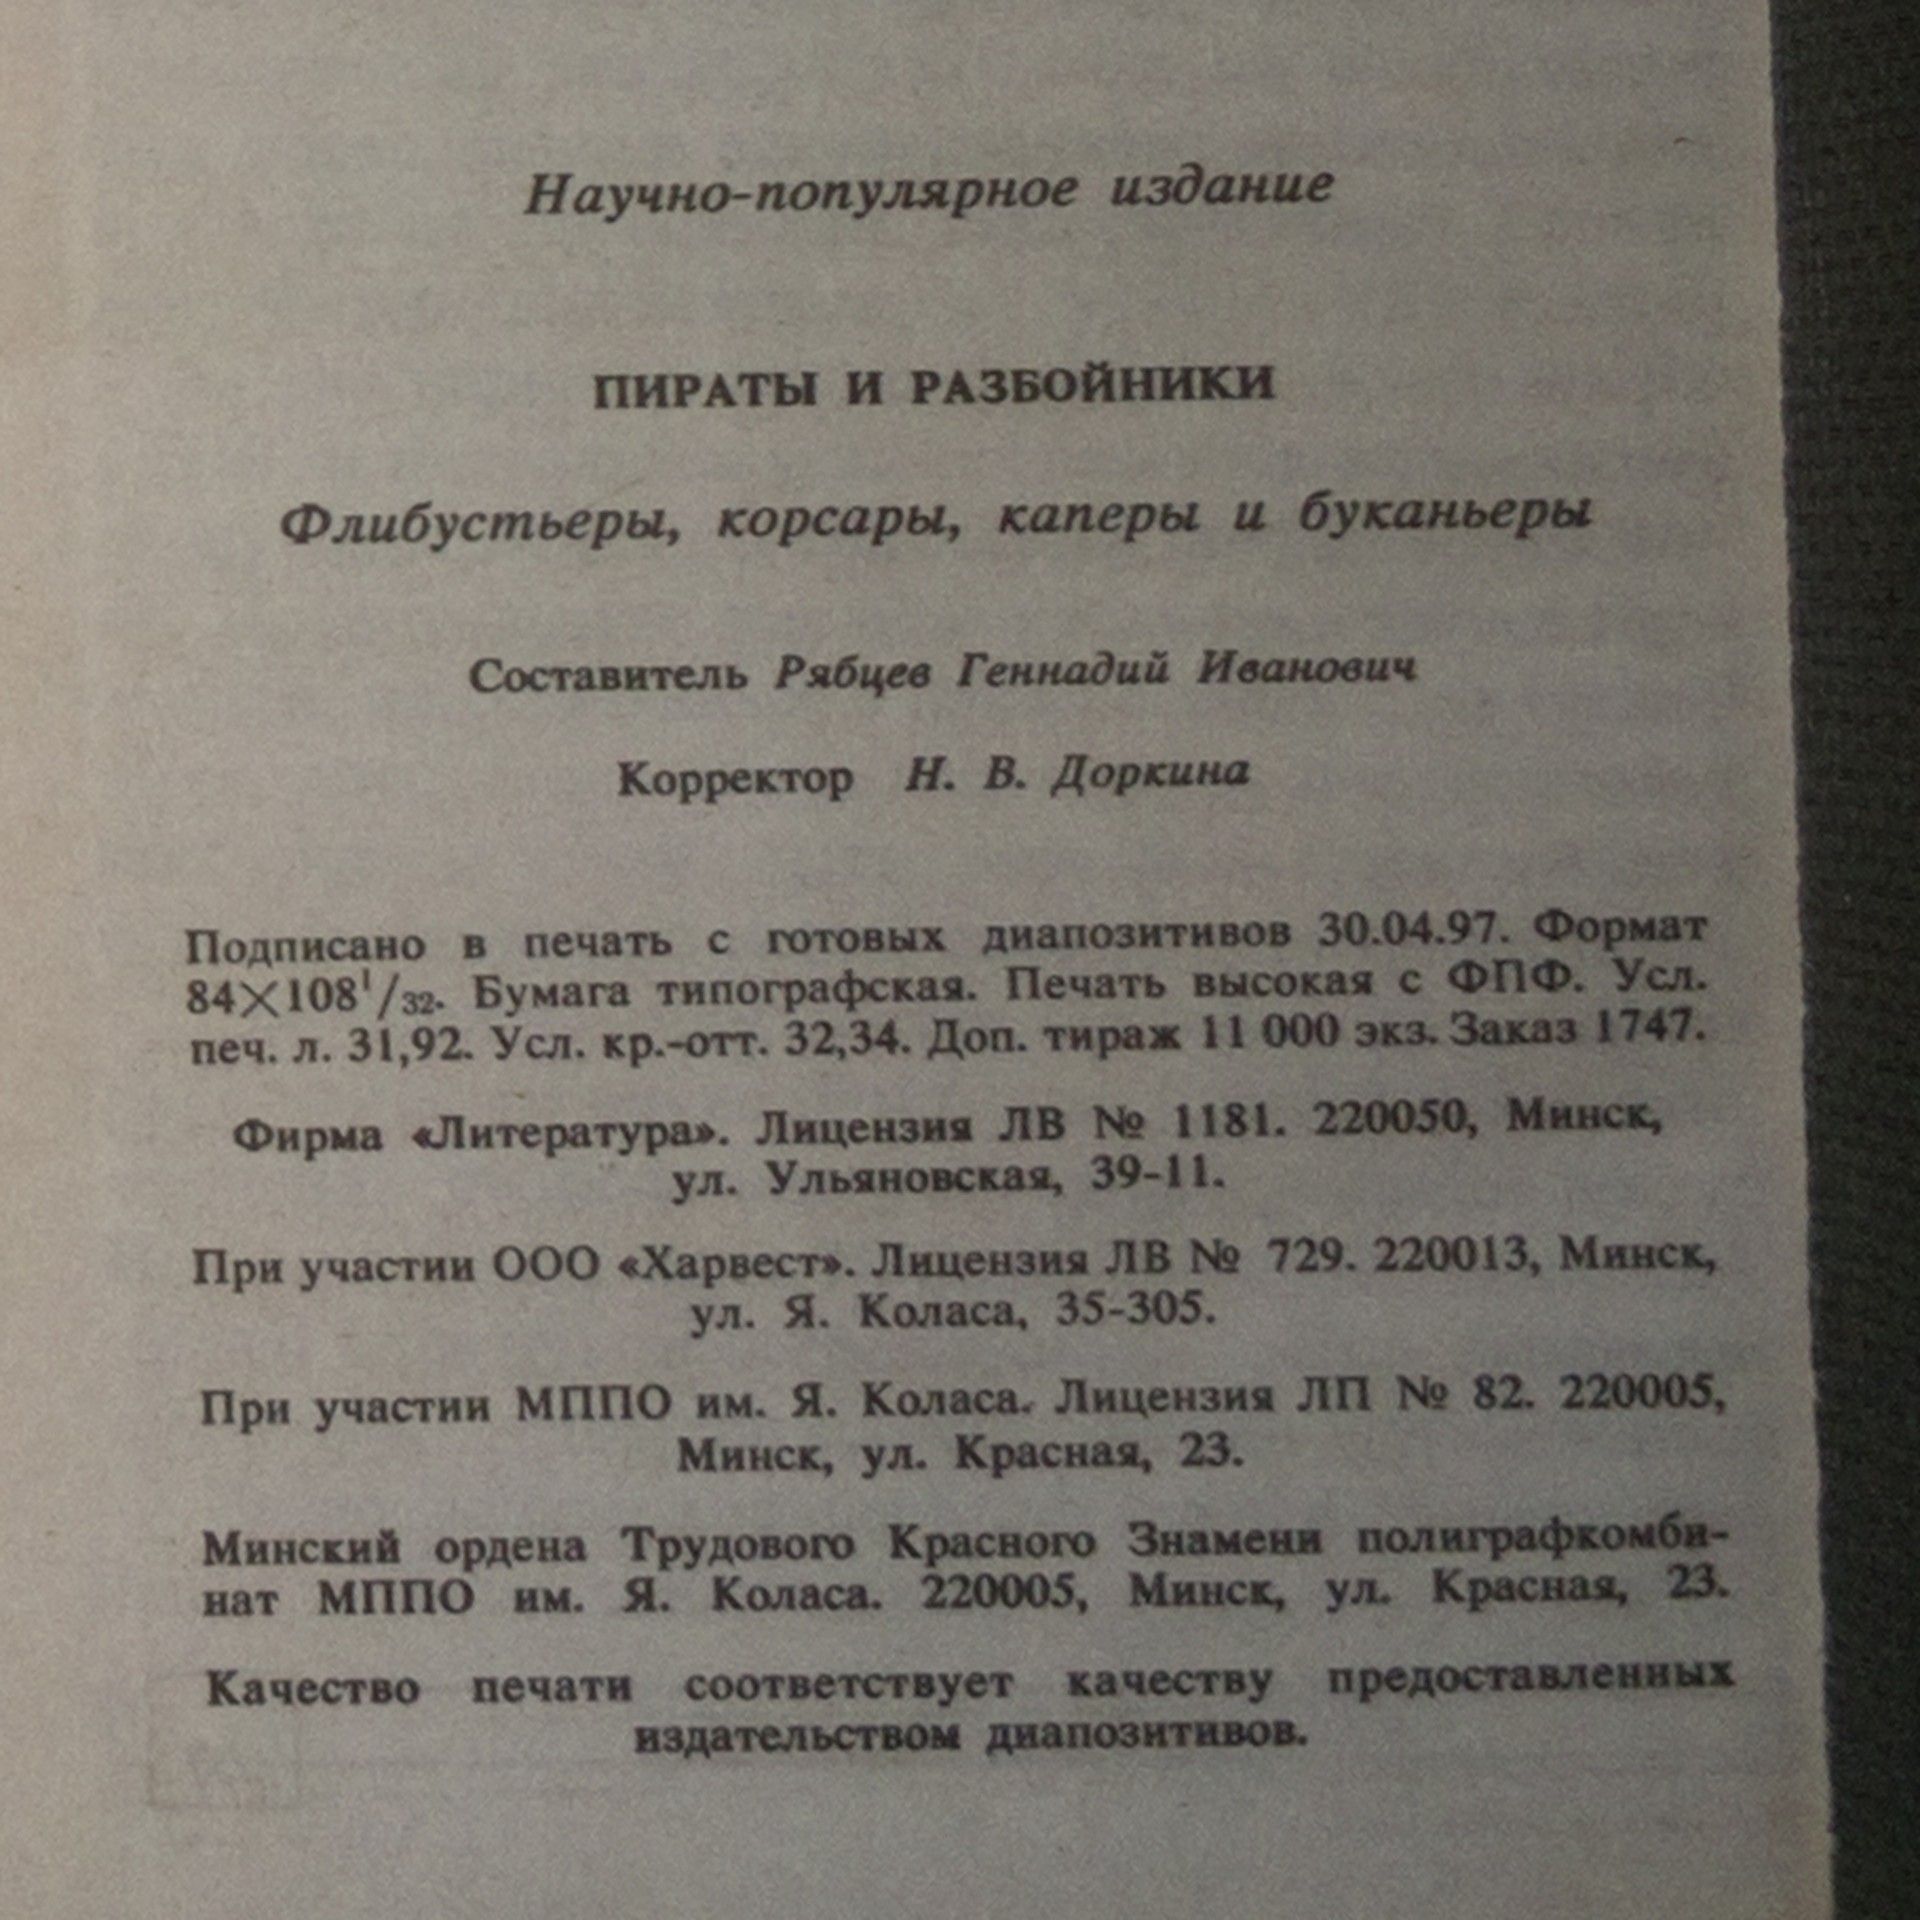 Научно-популярное издание
ПИРАТЫ И РАЗБОЙНИКИ
Флибустьеры, корсары, каперы и буканьеры
Составитель Рябцев Геннадий Иванович
Корректор Н. В. Доркина
Подписано в печать с готовых диапозитивов 30.04.97. Формат
84×108¹/₃₂. Бумага типографская. Печать высокая с ФПФ. Усл.
печ. л. 31,92. Усл. кр.-отт. 32,34. Доп. тираж 11 000 экз. Заказ 1747.
Фирма «Литература». Лицензия ЛВ № 1181. 220050, Минск,
ул. Ульяновская, 39-11.
При участии ООО «Харвест». Лицензия ЛВ № 729. 220013, Минск,
ул. Я. Коласа, 35-305.
При участии МППО им. Я. Коласа. Лицензия ЛП № 82. 220005,
Минск, ул. Красная, 23.
Минский ордена Трудового Красного Знамени полиграфкомби-
нат МППО им. Я. Коласа. 220005, Минск, ул. Красная, 23.
Качество печати соответствует качеству предоставленных
издательством диапозитивов.